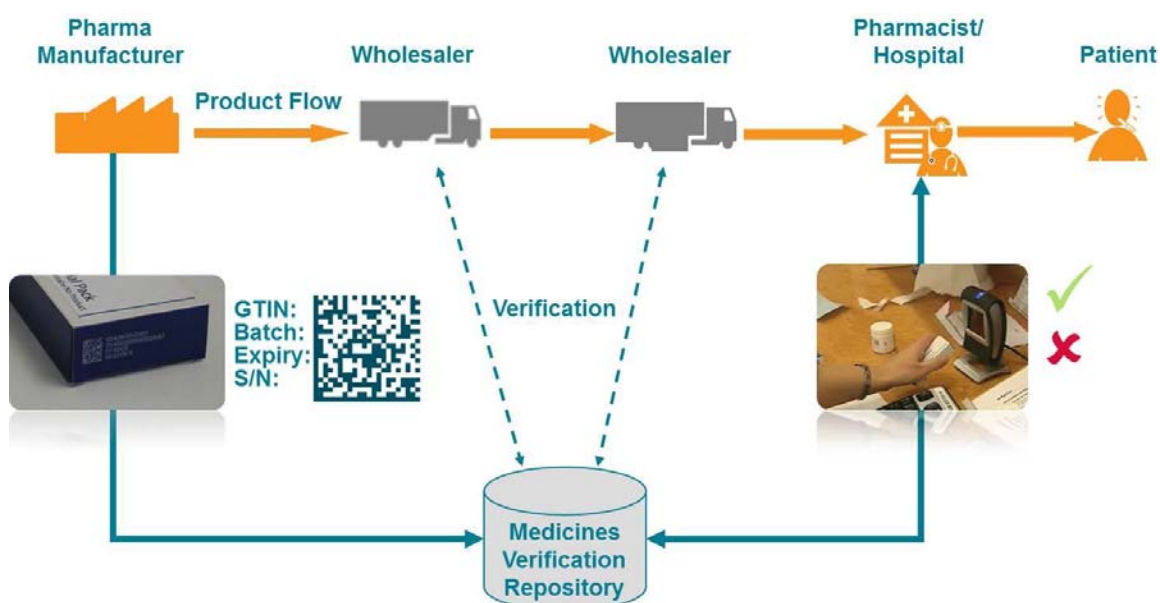 Pharma
Manufacturer
Wholesaler
Wholesaler
Pharmacist/
Hospital
Patient
Product Flow
GTIN:
Batch:
Expiry:
S/N:
Verification
Medicines
Verification
Repository